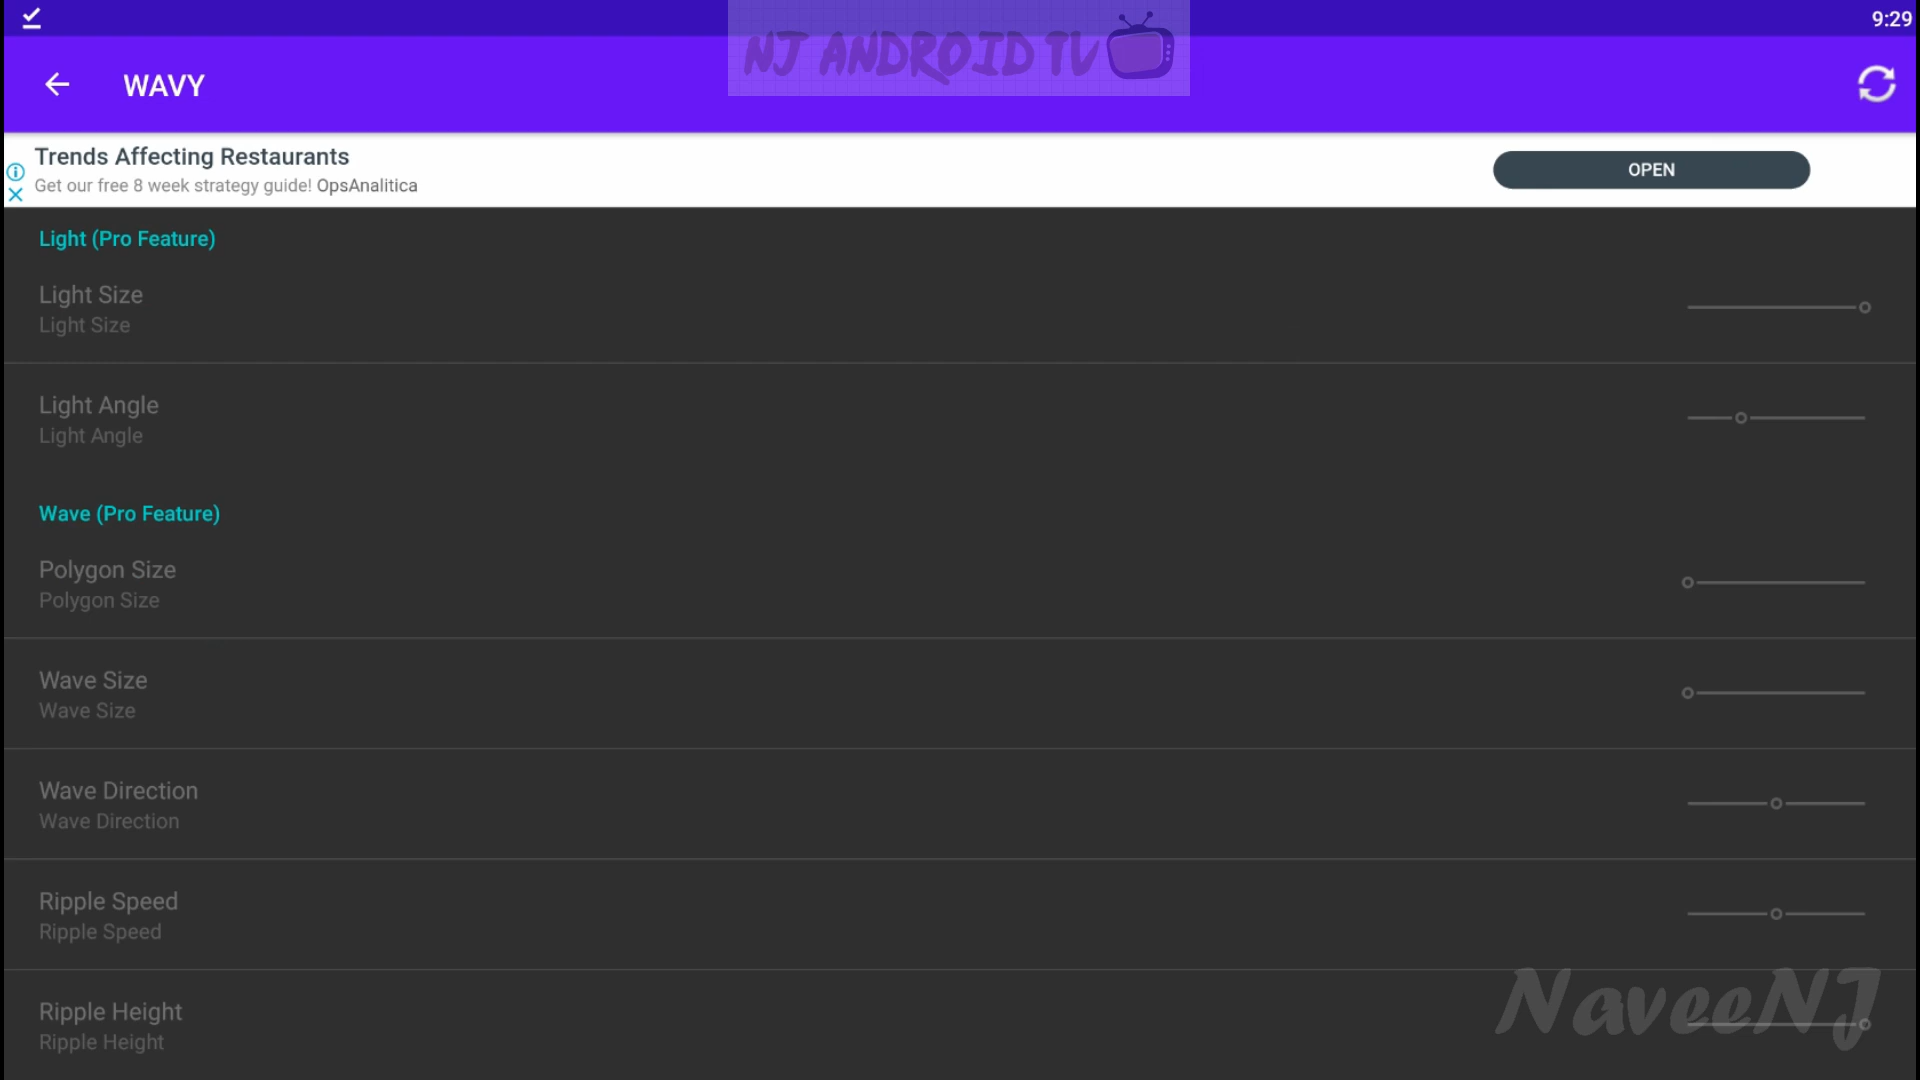 9:29
NJ ANDROID TV
WAVY
Trends Affecting Restaurants
Get our free 8 week strategy guide! OpsAnalitica
OPEN
Light (Pro Feature)
Light Size
Light Size
Light Angle
Light Angle
Wave (Pro Feature)
Polygon Size
Polygon Size
Wave Size
Wave Size
Wave Direction
Wave Direction
Ripple Speed
Ripple Speed
Ripple Height
Ripple Height
NaveeNJ